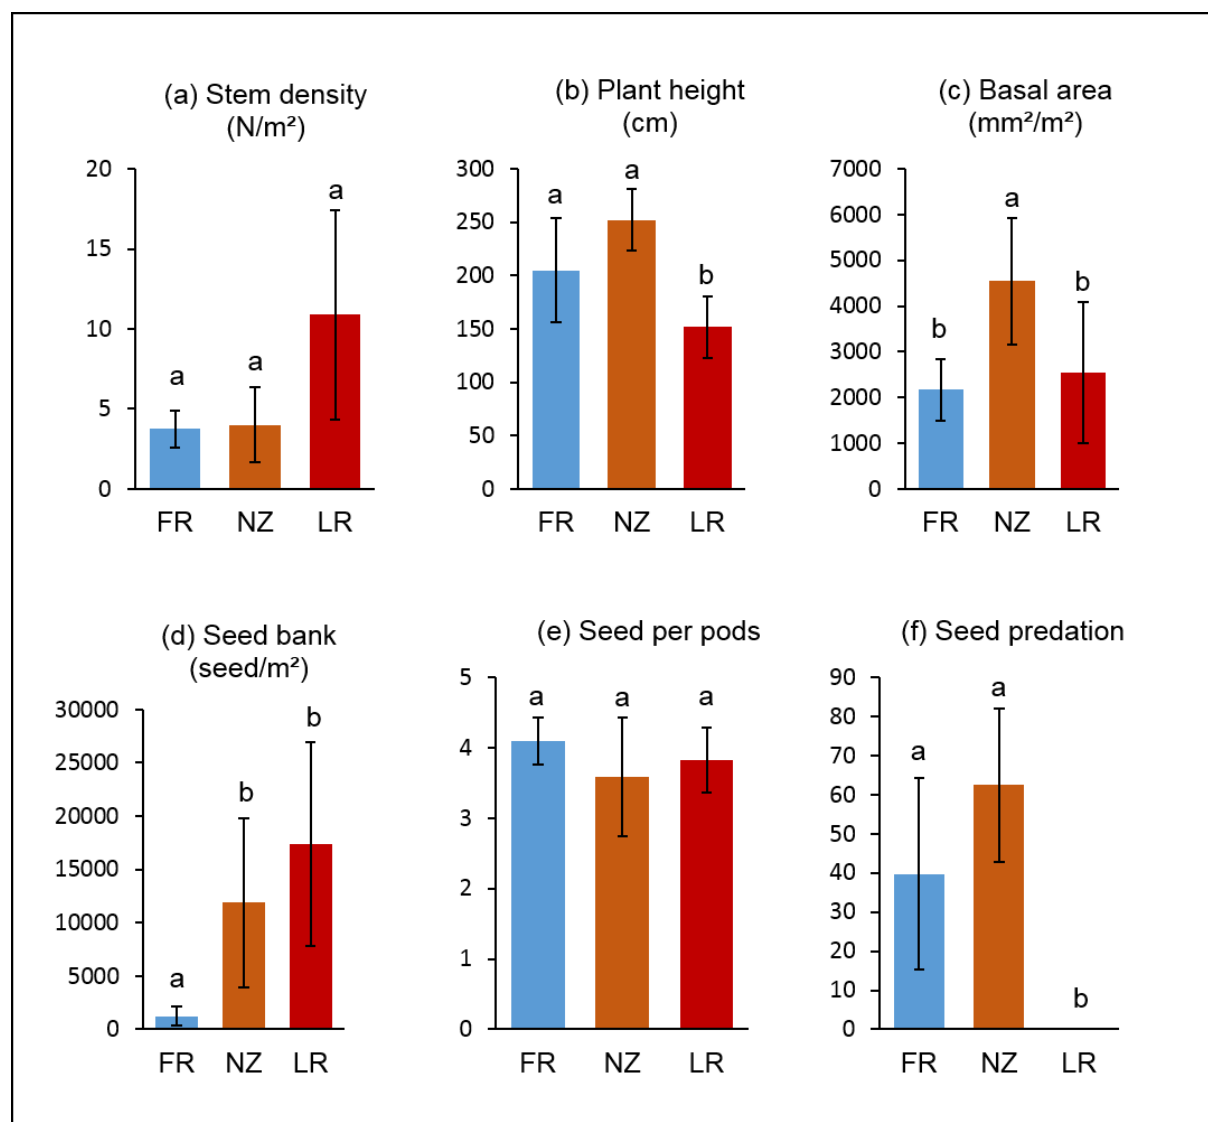 (a) Stem density
(N/m²)
20
15
10
5
0
a
a
a
FR NZ LR
(b) Plant height
(cm)
300
250
200
150
100
50
0
a
a
b
FR NZ LR
(c) Basal area
(mm²/m²)
7000
6000
5000
4000
3000
2000
1000
0
b
a
b
FR NZ LR
(d) Seed bank
(seed/m²)
30000
25000
20000
15000
10000
5000
0
a
b
b
FR NZ LR
(e) Seed per pods
5
4
3
2
1
0
a
a
a
FR NZ LR
(f) Seed predation
90
80
70
60
50
40
30
20
10
0
a
a
b
FR NZ LR